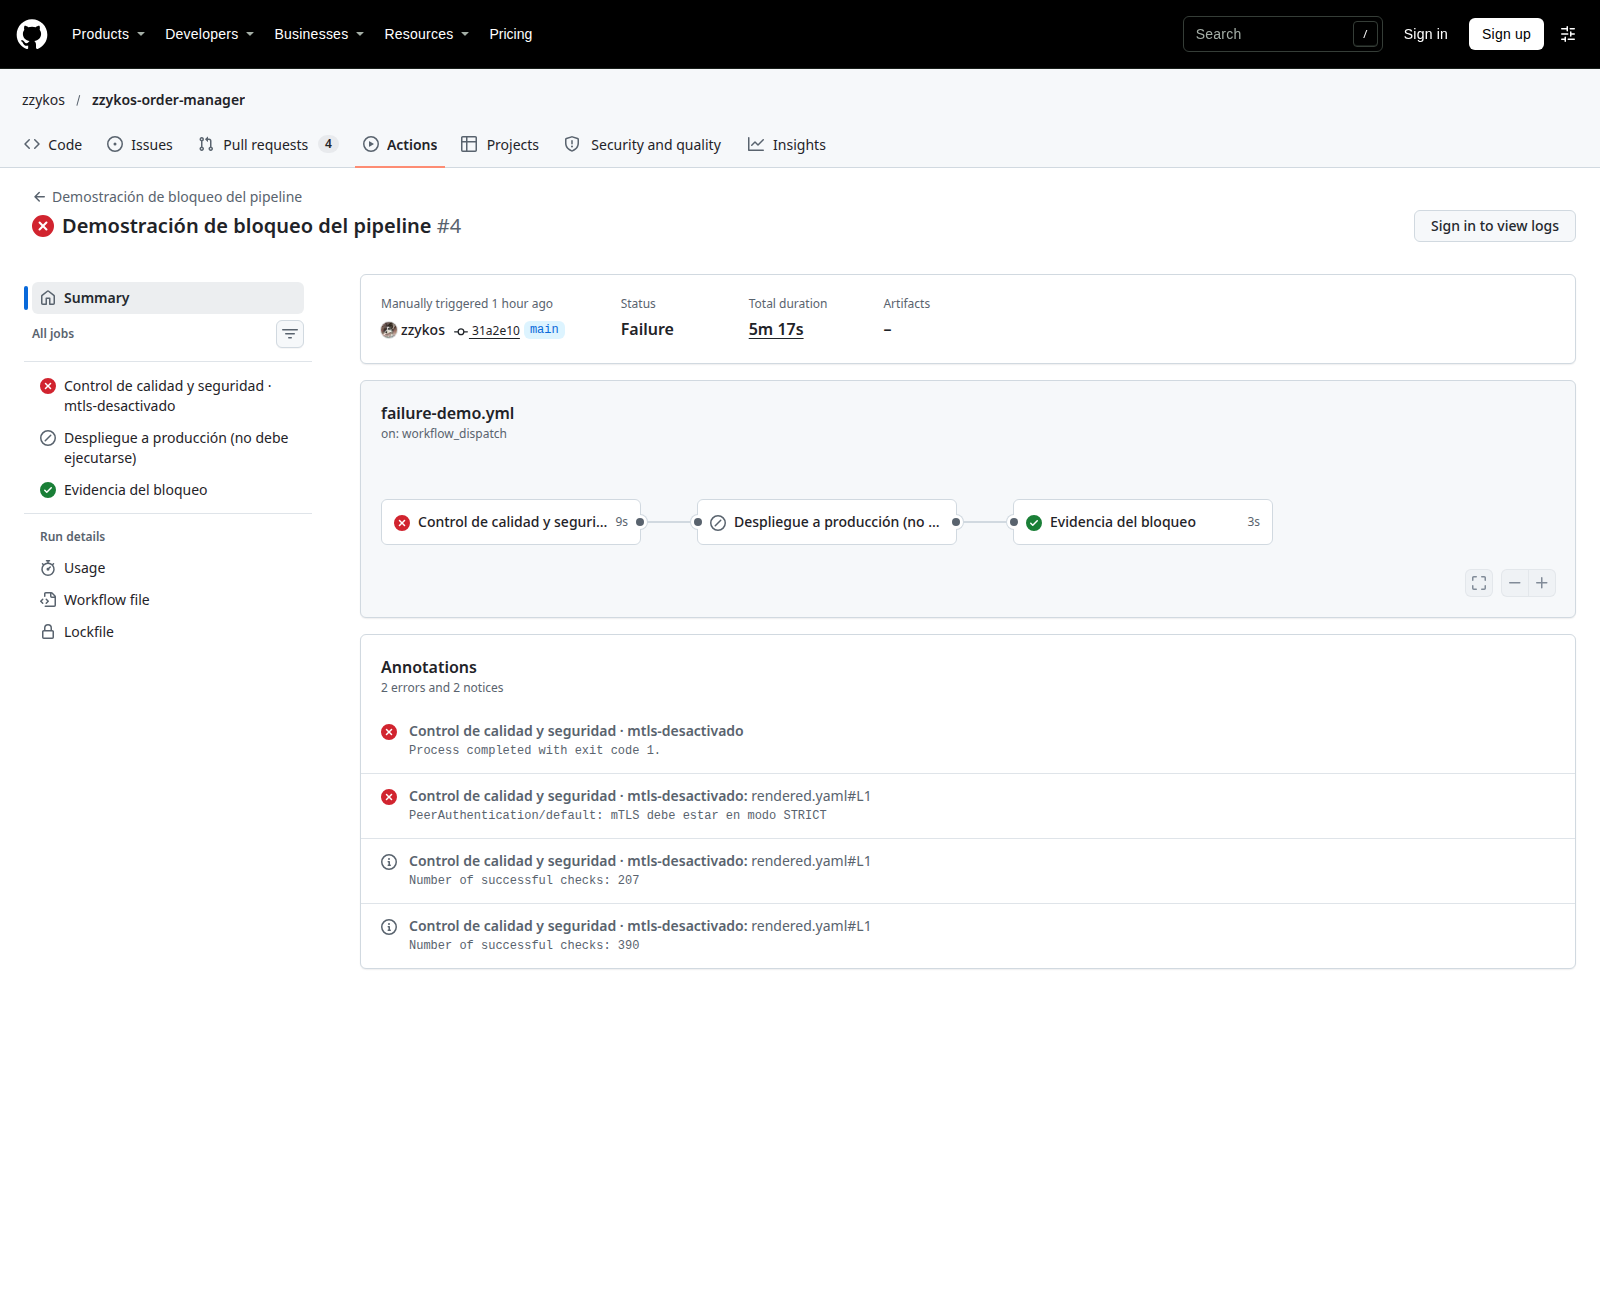 Products
Developers
Businesses
Resources
Pricing
Search
/
Sign in
Sign up
zzykos / zzykos-order-manager
Code
Issues
Pull requests 4
Actions
Projects
Security and quality
Insights
Demostración de bloqueo del pipeline
Demostración de bloqueo del pipeline #4
Sign in to view logs
Summary
All jobs
Control de calidad y seguridad ·
mtls-desactivado
Despliegue a producción (no debe
ejecutarse)
Evidencia del bloqueo
Run details
Usage
Workflow file
Lockfile
Manually triggered 1 hour ago
zzykos 31a2e10 main
Status
Failure
Total duration
5m 17s
Artifacts
–
failure-demo.yml
on: workflow_dispatch
Control de calidad y seguri... 9s
Despliegue a producción (no ...
Evidencia del bloqueo 3s
Annotations
2 errors and 2 notices
Control de calidad y seguridad · mtls-desactivado
Process completed with exit code 1.
Control de calidad y seguridad · mtls-desactivado: rendered.yaml#L1
PeerAuthentication/default: mTLS debe estar en modo STRICT
Control de calidad y seguridad · mtls-desactivado: rendered.yaml#L1
Number of successful checks: 207
Control de calidad y seguridad · mtls-desactivado: rendered.yaml#L1
Number of successful checks: 390